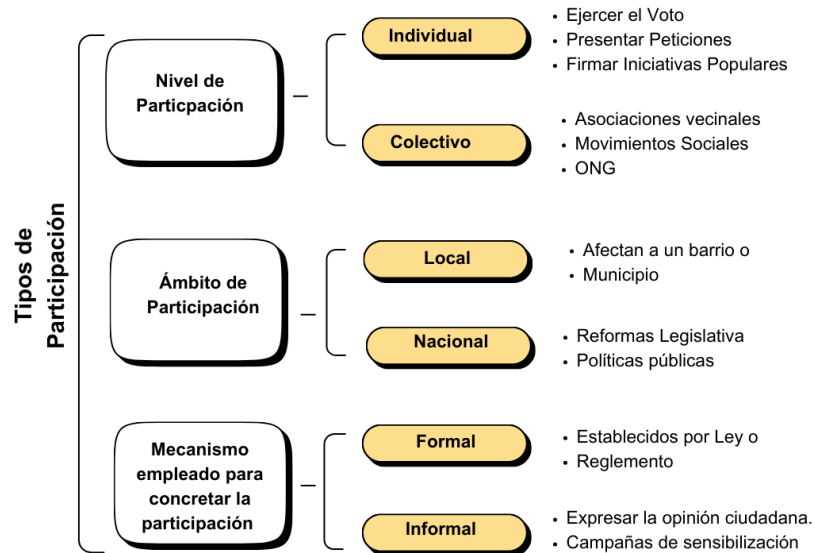 Tipos de
Participación
Nivel de
Particpación
Individual
• Ejercer el Voto
• Presentar Peticiones
• Firmar Iniciativas Populares
Colectivo
• Asociaciones vecinales
• Movimientos Sociales
• ONG
Ámbito de
Participación
Local
• Afectan a un barrio o
• Municipio
Nacional
• Reformas Legislativa
• Políticas públicas
Mecanismo
empleado para
concretar la
participación
Formal
• Establecidos por Ley o
• Reglemento
Informal
• Expresar la opinión ciudadana.
• Campañas de sensibilización